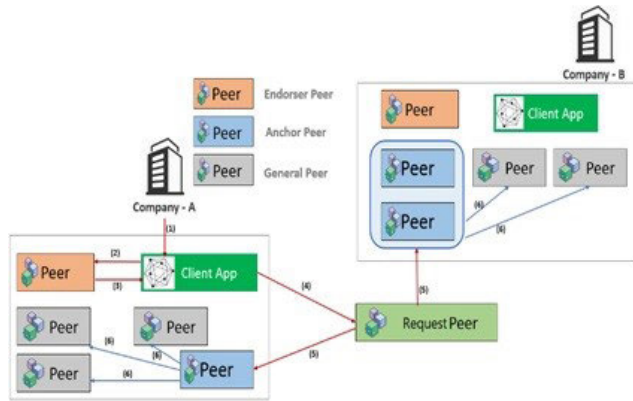 Company - B
Peer Endorser Peer
Peer Anchor Peer
Peer General Peer
Peer
Client App
Peer
Peer
Peer
Peer
(6)
(6)
(5)
Company - A
(1)
Peer
(2)
(3)
Client App
(4)
Peer
Peer
(6)
(6)
Peer
(6)
Peer
(5)
Request Peer